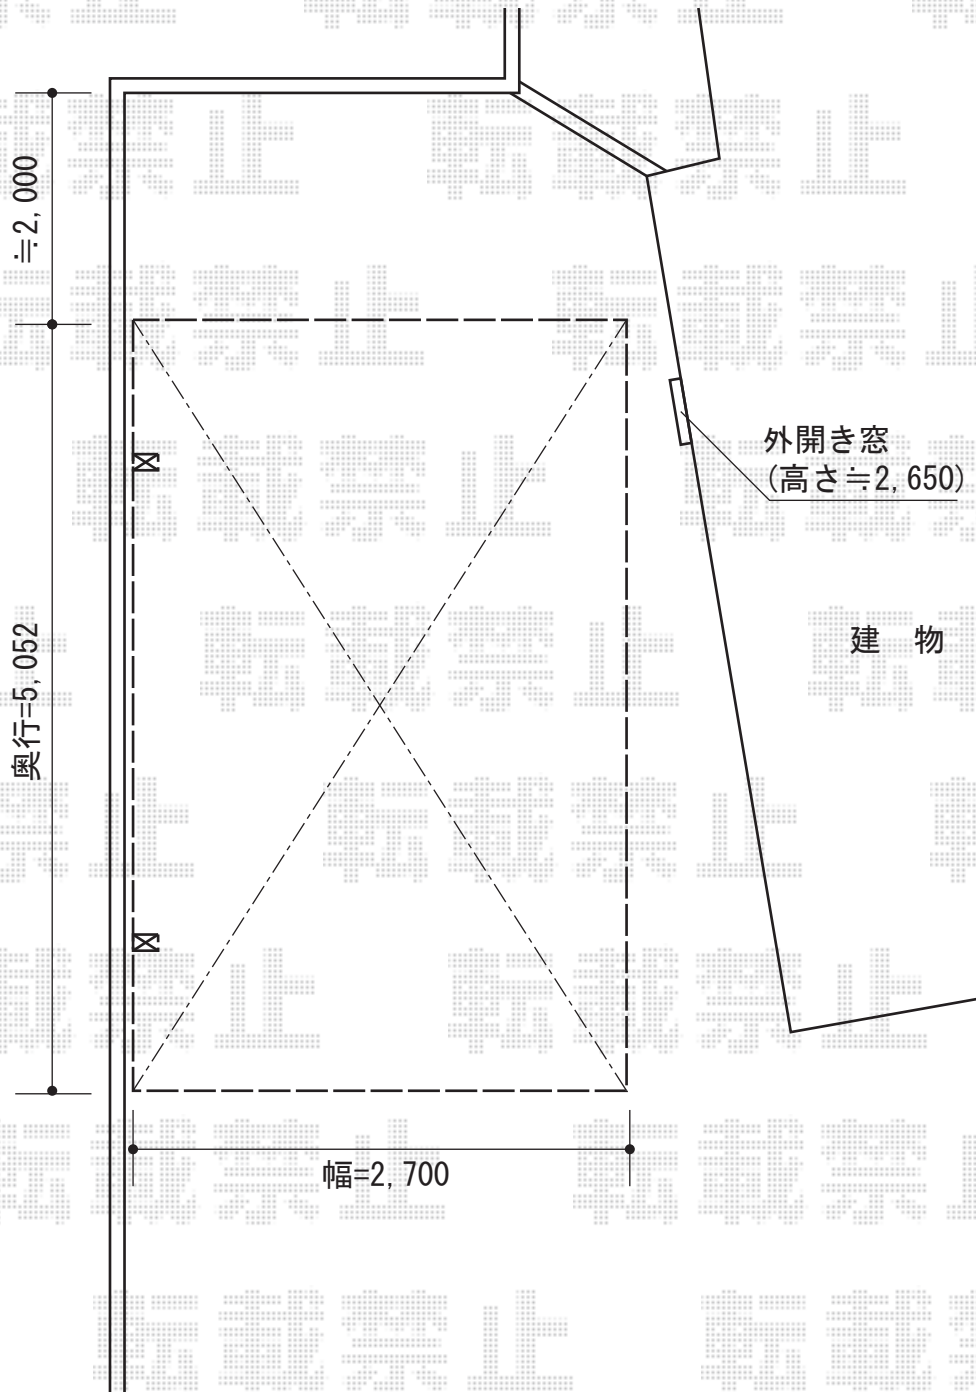 ≒2,000
外開き窓
(高さ≒2,650)
建 物
奥行=5,052
幅=2,700
転載禁止